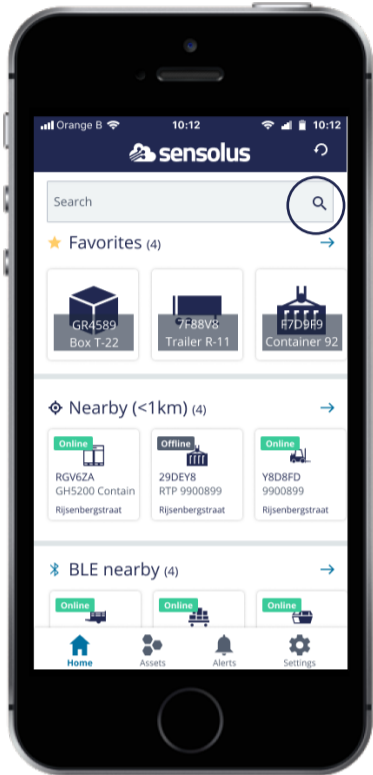 Orange B 10:12 10:12
sensolus
Search
Favorites (4)
GR4589 7F88V8 F7D9F9
Box T-22 Trailer R-11 Container 92
Nearby (<1km) (4)
Online Offline Online
RGV6ZA 29DEY8 Y8D8FD
GH5200 Contain RTP 9900899 9900899
Rijsenbergstraat Rijsenbergstraat Rijsenbergstraat
BLE nearby (4)
Online Online Online
Home Assets Alerts Settings